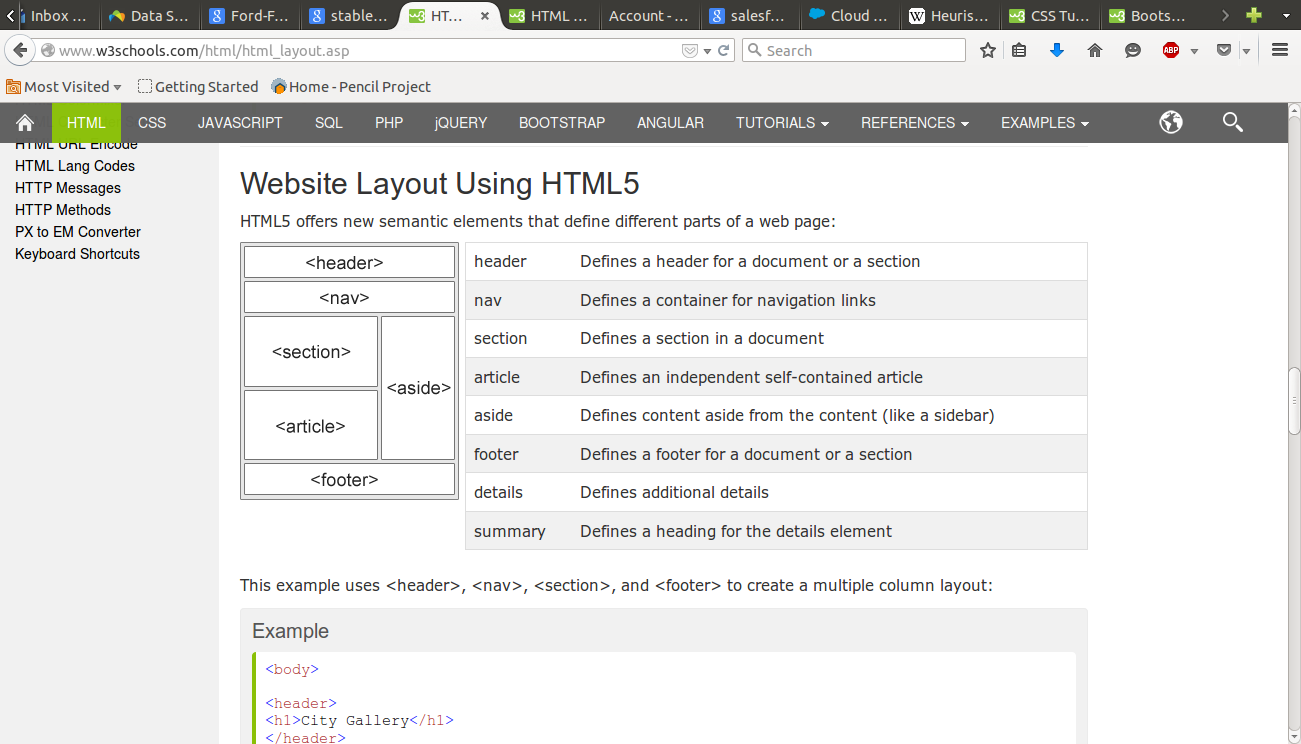 Inbox ... Data S... Ford-F... stable... HT... HTML ... Account - ... salesf... Cloud ... Heuris... CSS Tu... Boots...
www.w3schools.com/html/html_layout.asp Search ABP
Most Visited Getting Started Home - Pencil Project
HTML CSS JAVASCRIPT SQL PHP jQUERY BOOTSTRAP ANGULAR TUTORIALS REFERENCES EXAMPLES
HTML URL Encode
HTML Lang Codes
HTTP Messages
HTTP Methods
PX to EM Converter
Keyboard Shortcuts
Website Layout Using HTML5
HTML5 offers new semantic elements that define different parts of a web page:
<header>
<nav>
<section>
<aside>
<article>
<footer>
header Defines a header for a document or a section
nav Defines a container for navigation links
section Defines a section in a document
article Defines an independent self-contained article
aside Defines content aside from the content (like a sidebar)
footer Defines a footer for a document or a section
details Defines additional details
summary Defines a heading for the details element
This example uses <header>, <nav>, <section>, and <footer> to create a multiple column layout:
Example
<body>
<header>
<h1>City Gallery</h1>
</header>